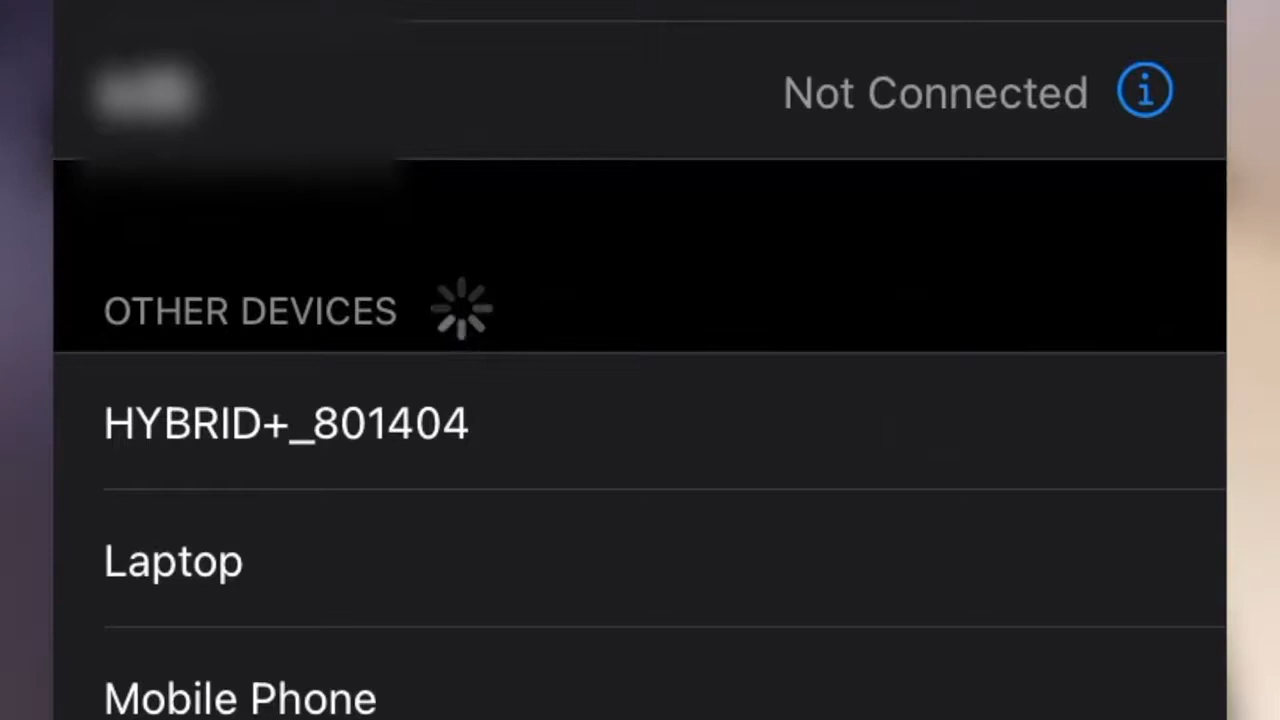 Not Connected
OTHER DEVICES
HYBRID+_801404
Laptop
Mobile Phone